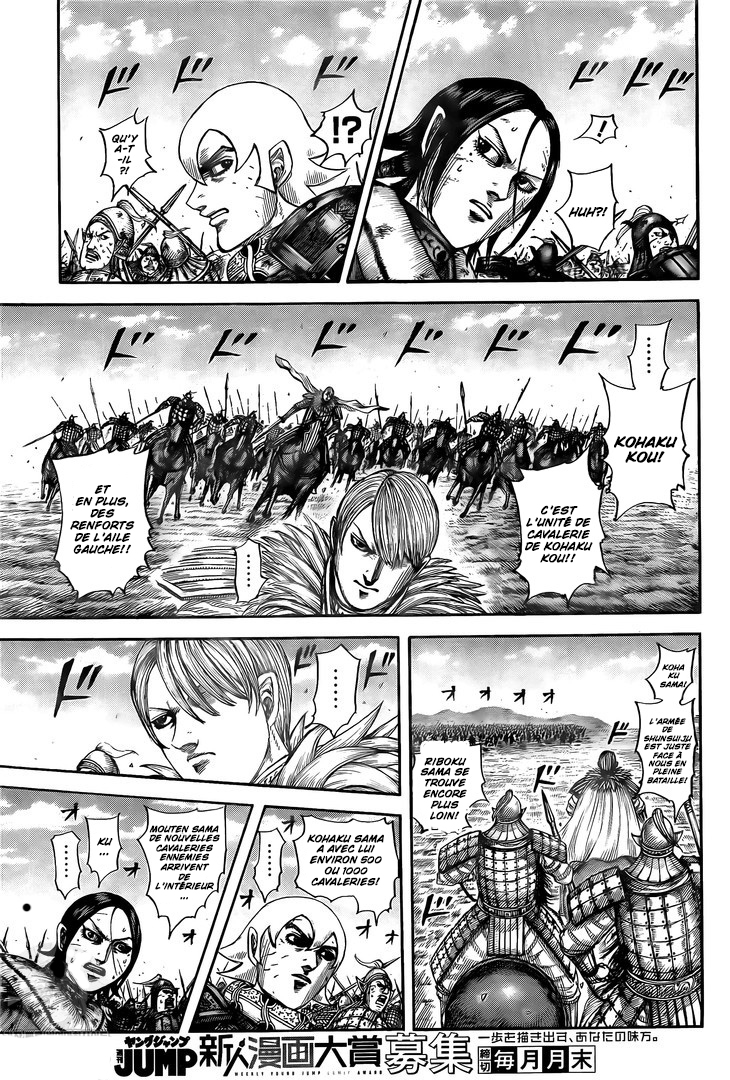 !
HUH?!
!?
QU'Y
A-T
-IL
?!
ド
ド
ド
ド
ド
ド
ド
ド
ド
ド
......
KOHAKU
KOU!
C'EST
L'UNITÉ
DE
CAVALERIE
DE KOHAKU
KOU!!
...
ET
EN PLUS,
DES
RENFORTS
DE L'AILE
GAUCHE!!
KOHA
KU
SAMA!
L'ARMÉE
DE
SHUNSUIJU
EST JUSTE
FACE À
NOUS EN
PLEINE
BATAILLE!
RIBOKU
SAMA SE
TROUVE
ENCORE
PLUS
LOIN!
オ
オ
オ
オ
ド
ド
......
ド
ド
KOHAKU SAMA
A AVEC LUI
ENVIRON 500
OU 1000
CAVALERIES!
......
MOUTEN SAMA
DE NOUVELLES
CAVALERIES
ENNEMIES
ARRIVENT
DE
L'INTÉRIEUR
...
KU
...
...
週刊
ヤングジャンプ
JUMP
新人漫画大賞
募集
WEEKLY YOUNG JUMP COMIC AWARD
一歩を描き出す、あなたの味方。
締切
毎月月末